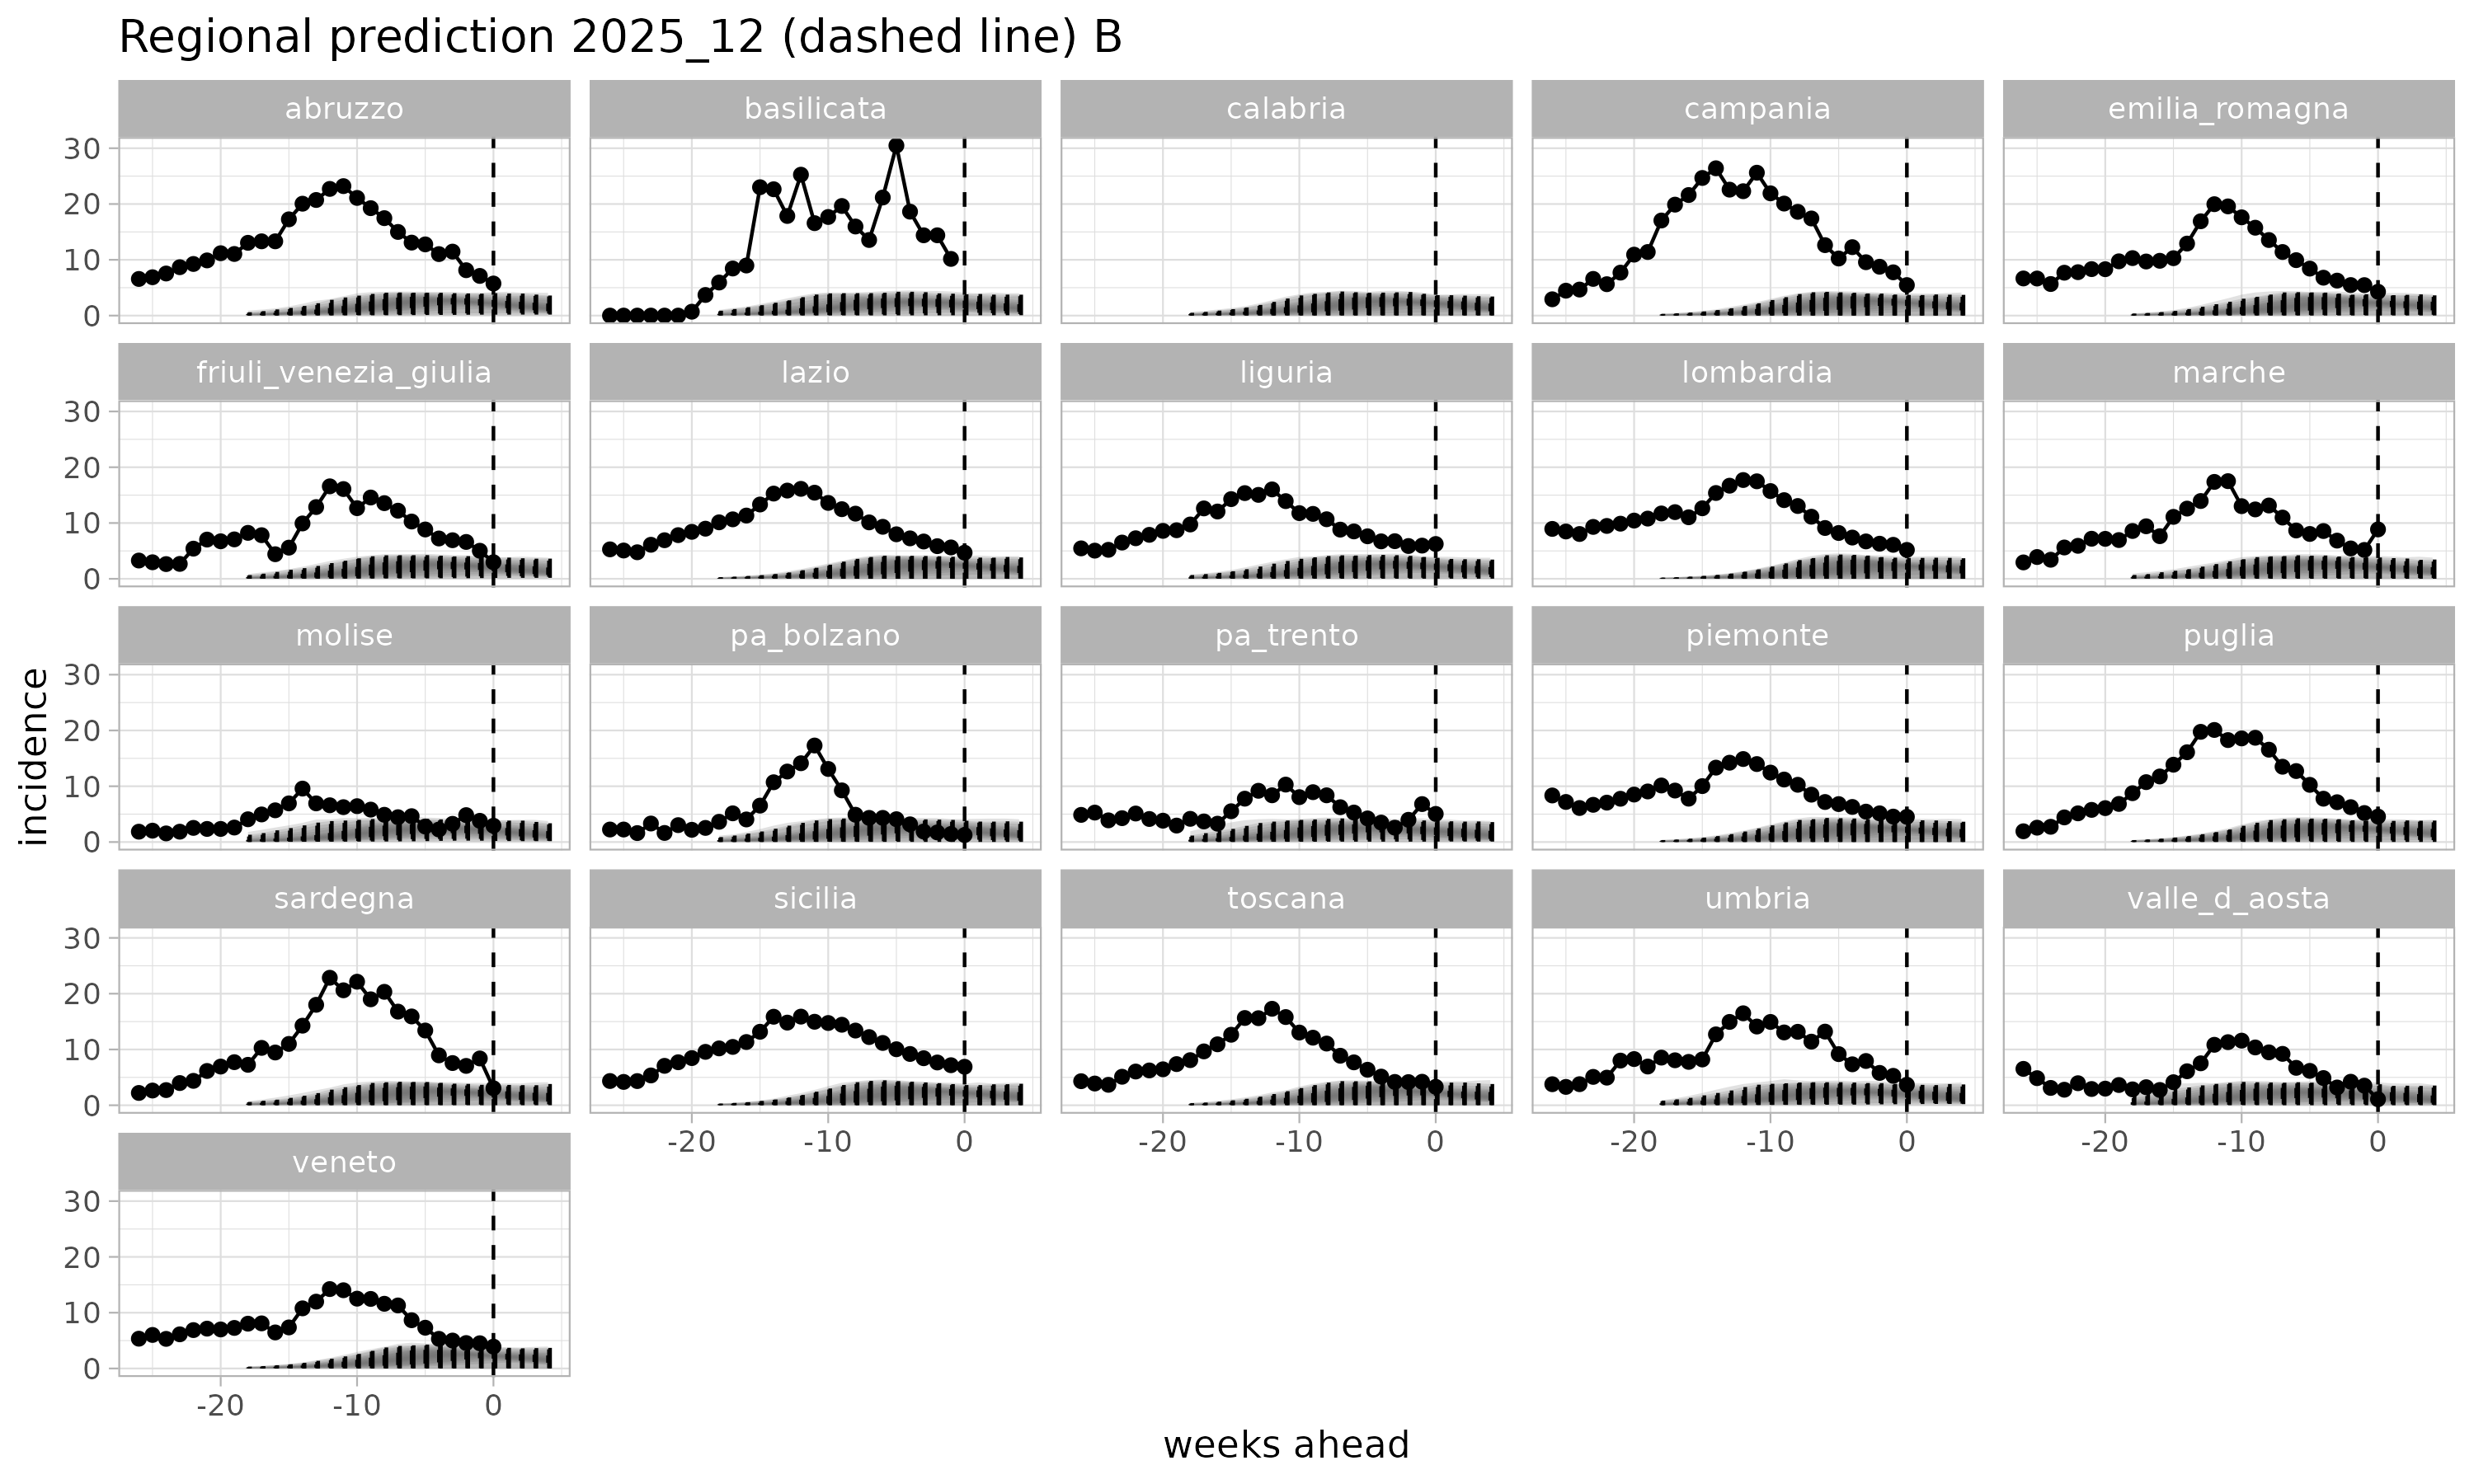 Regional prediction 2025_12 (dashed line) B
abruzzo basilicata calabria campania emilia_romagna
30
20
10
0
friuli_venezia_giulia lazio liguria lombardia marche
30
20
10
0
molise pa_bolzano pa_trento piemonte puglia
30
20
10
0
incidence
sardegna sicilia toscana umbria valle_d_aosta
30
20
10
0
-20 -10 0 -20 -10 0 -20 -10 0 -20 -10 0
veneto
30
20
10
0
-20 -10 0
weeks ahead